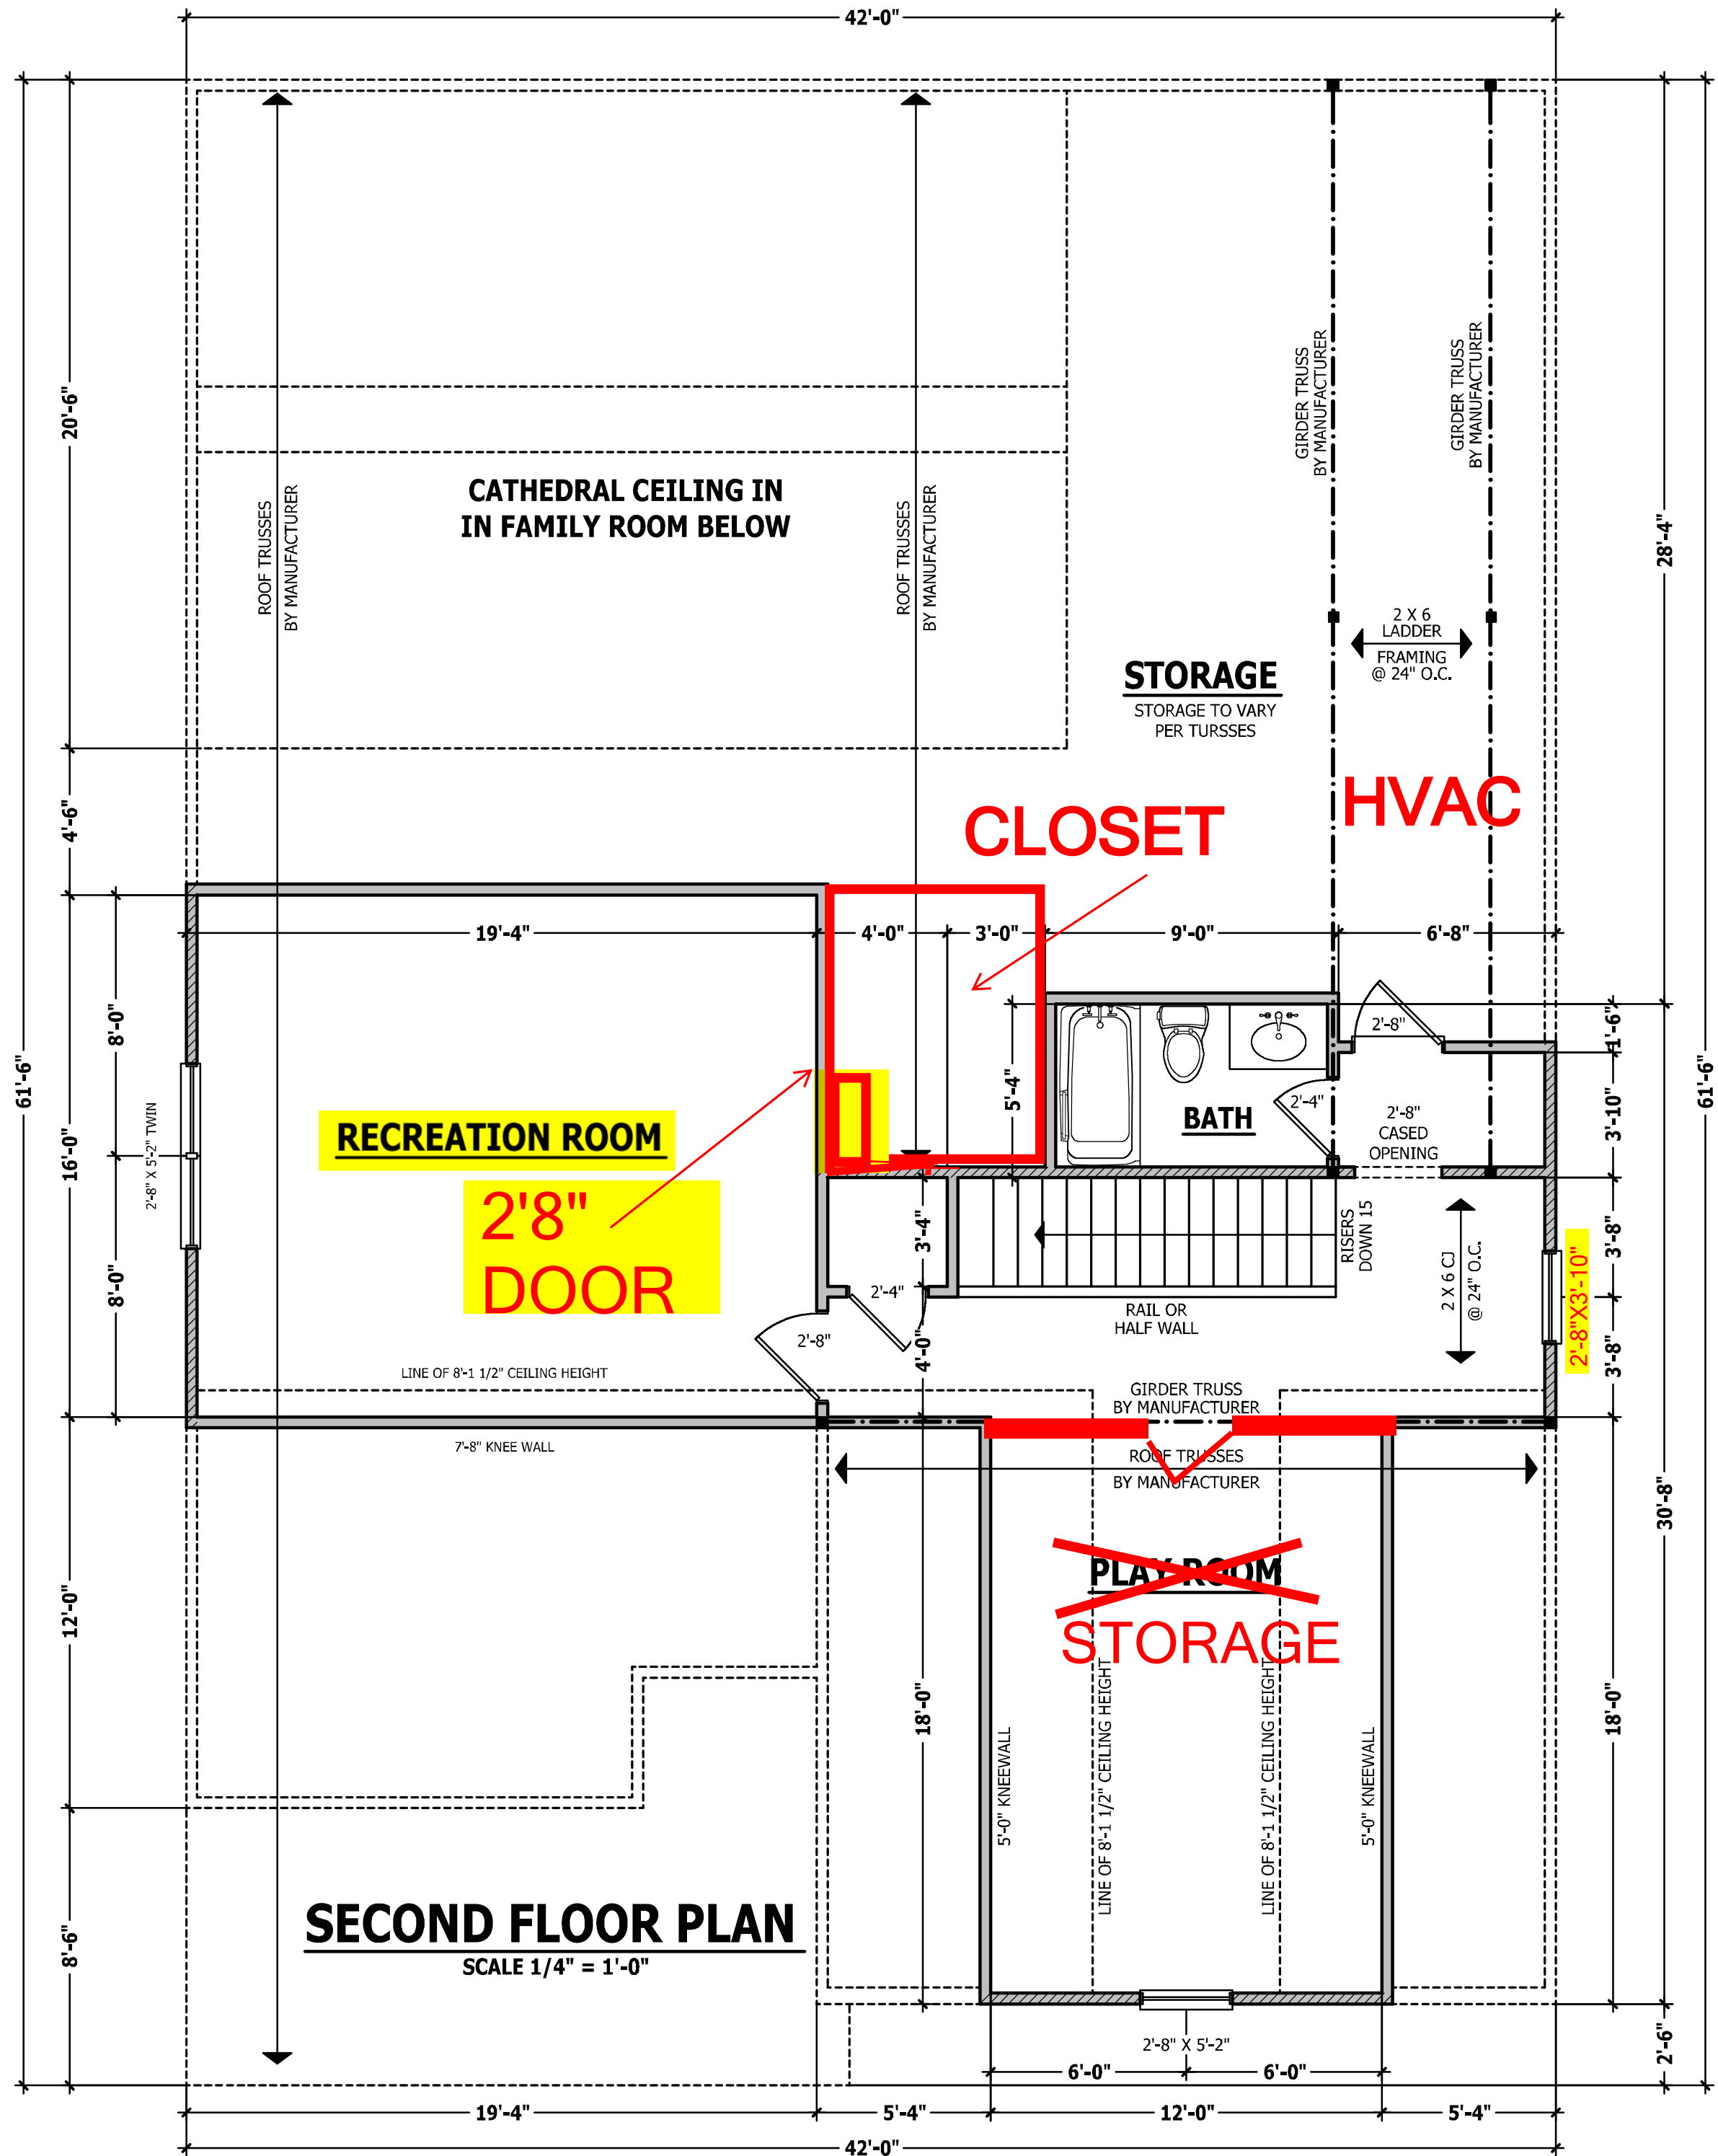 42'-0"
ROOF TRUSSES
BY MANUFACTURER
ROOF TRUSSES
BY MANUFACTURER
GIRDER TRUSS
BY MANUFACTURER
GIRDER TRUSS
BY MANUFACTURER
20'-6"
CATHEDRAL CEILING IN
IN FAMILY ROOM BELOW
28'-4"
2 X 6
LADDER
FRAMING
@ 24" O.C.
STORAGE
STORAGE TO VARY
PER TURSSES
HVAC
CLOSET
4'-6"
19'-4"
4'-0"
3'-0"
9'-0"
6'-8"
8'-0"
61'-6"
16'-0"
2'-8" X 5'-2" TWIN
5'-4"
2'-8"
1'-6"
61'-6"
RECREATION ROOM
BATH
2'-4"
2'-8"
CASED
OPENING
3'-10"
2'8"
DOOR
8'-0"
3'-4"
2'-4"
RISERS
DOWN 15
2 X 6 CJ
@ 24" O.C.
3'-8"
2'-8"X3'-10"
RAIL OR
HALF WALL
2'-8"
4'-0"
3'-8"
LINE OF 8'-1 1/2" CEILING HEIGHT
GIRDER TRUSS
BY MANUFACTURER
7'-8" KNEE WALL
ROOF TRUSSES
BY MANUFACTURER
30'-8"
PLAY ROOM
STORAGE
12'-0"
18'-0"
5'-0" KNEEWALL
LINE OF 8'-1 1/2" CEILING HEIGHT
LINE OF 8'-1 1/2" CEILING HEIGHT
5'-0" KNEEWALL
18'-0"
SECOND FLOOR PLAN
SCALE 1/4" = 1'-0"
8'-6"
2'-8" X 5'-2"
2'-6"
6'-0"
6'-0"
19'-4"
5'-4"
12'-0"
5'-4"
42'-0"